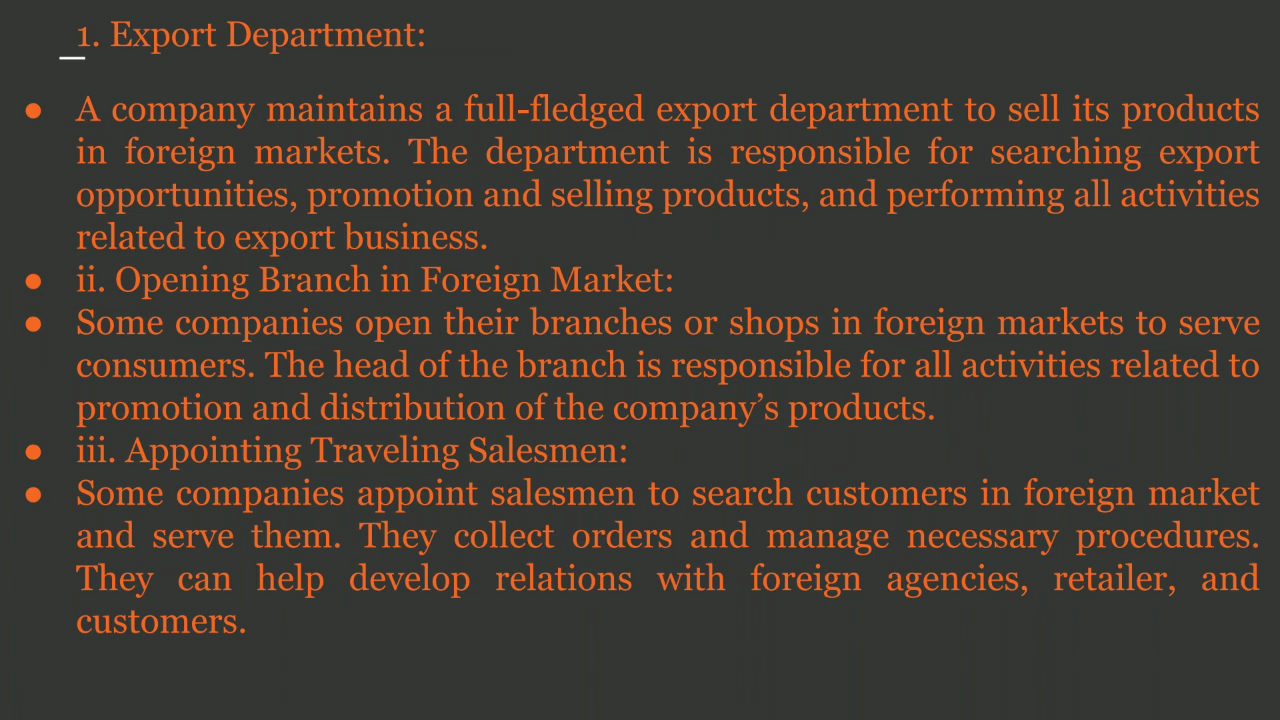 1. Export Department:
● A company maintains a full-fledged export department to sell its products
in foreign markets. The department is responsible for searching export
opportunities, promotion and selling products, and performing all activities
related to export business.
● ii. Opening Branch in Foreign Market:
● Some companies open their branches or shops in foreign markets to serve
consumers. The head of the branch is responsible for all activities related to
promotion and distribution of the company’s products.
● iii. Appointing Traveling Salesmen:
● Some companies appoint salesmen to search customers in foreign market
and serve them. They collect orders and manage necessary procedures.
They can help develop relations with foreign agencies, retailer, and
customers.